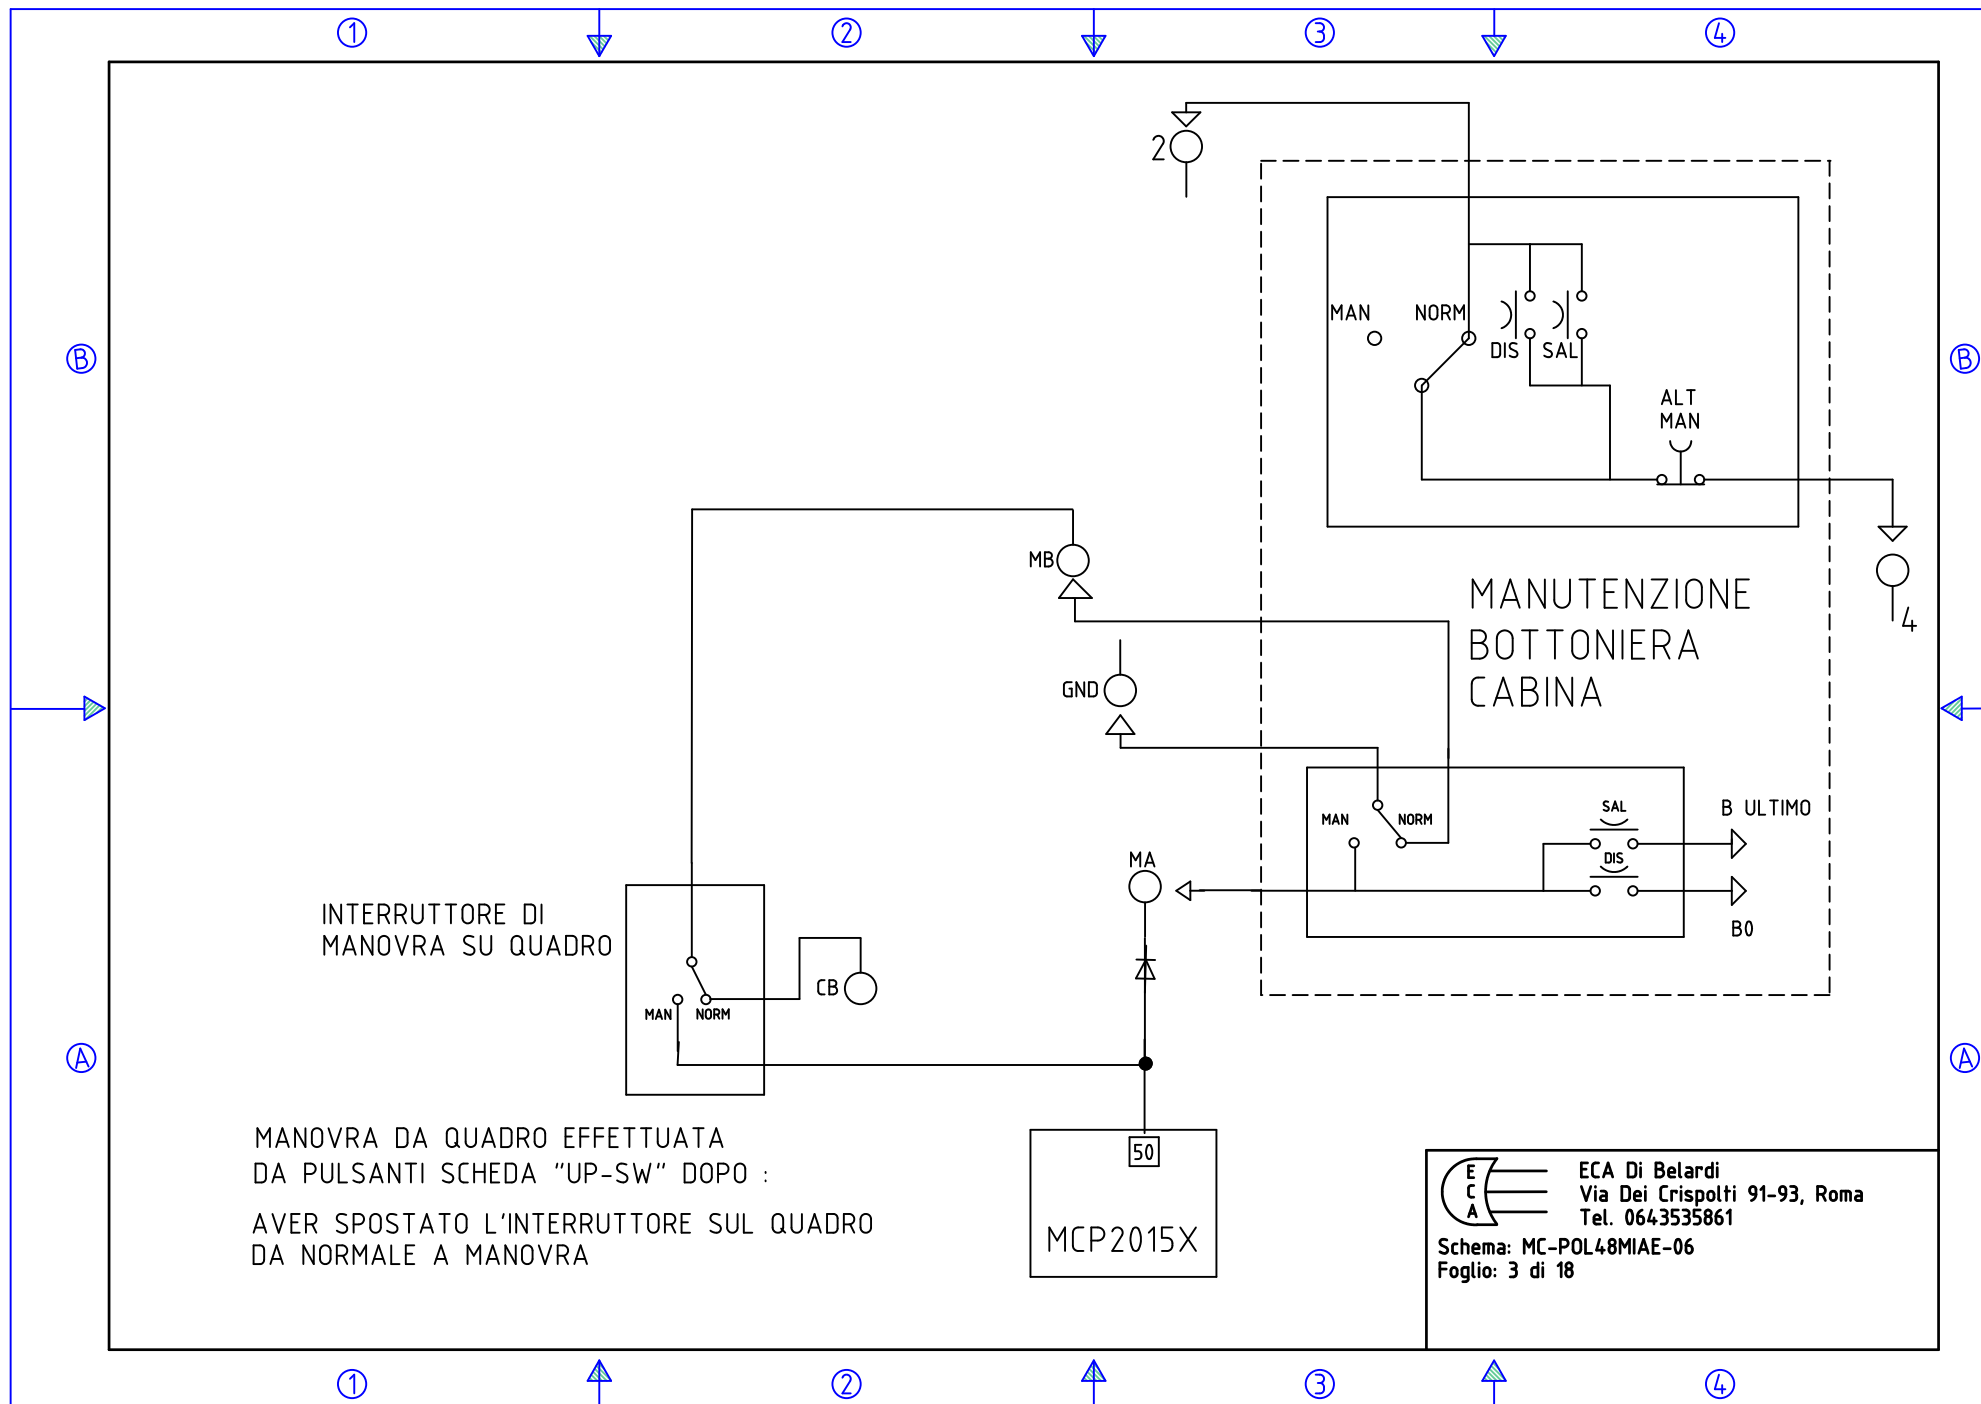 1
2
3
4
2
MAN
NORM
DIS
SAL
B
B
ALT
MAN
MB
MANUTENZIONE
BOTTONIERA
CABINA
4
GND
SAL
B ULTIMO
MAN
NORM
DIS
MA
B0
INTERRUTTORE DI
MANOVRA SU QUADRO
CB
MAN
NORM
A
A
MANOVRA DA QUADRO EFFETTUATA
DA PULSANTI SCHEDA "UP-SW" DOPO :
AVER SPOSTATO L'INTERRUTTORE SUL QUADRO
DA NORMALE A MANOVRA
50
MCP2015X
E
C
A
ECA Di Belardi
Via Dei Crispolti 91-93, Roma
Tel. 0643535861
Schema: MC-POL48MIAE-06
Foglio: 3 di 18
1
2
3
4